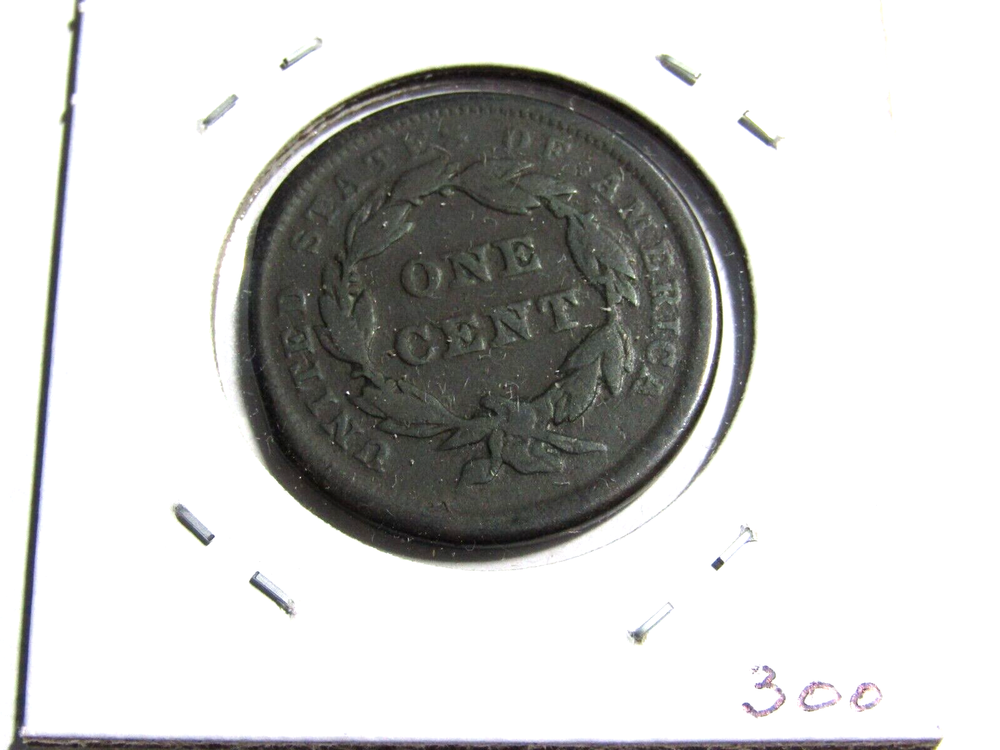 UNITED STATES OF AMERICA
ONE
CENT
300